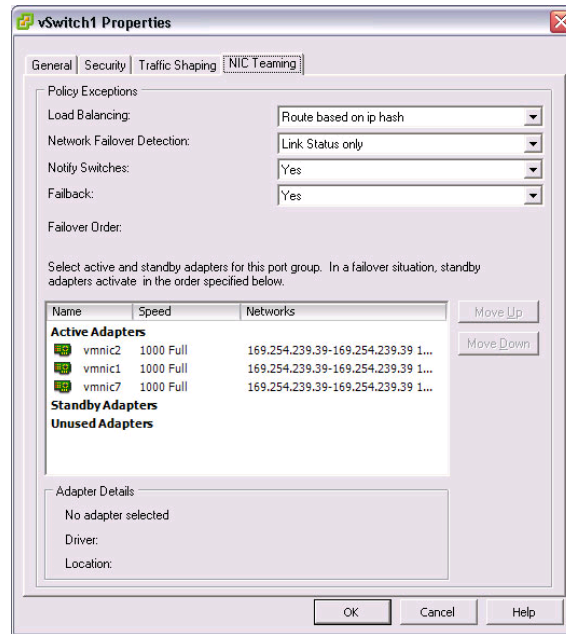 vSwitch1 Properties
General Security Traffic Shaping NIC Teaming
Policy Exceptions
Load Balancing: Route based on ip hash
Network Failover Detection: Link Status only
Notify Switches: Yes
Failback: Yes
Failover Order:
Select active and standby adapters for this port group. In a failover situation, standby
adapters activate in the order specified below.
Name Speed Networks
Move Up
Active Adapters
vmnic2 1000 Full 169.254.239.39-169.254.239.39 1...
Move Down
vmnic1 1000 Full 169.254.239.39-169.254.239.39 1...
vmnic7 1000 Full 169.254.239.39-169.254.239.39 1...
Standby Adapters
Unused Adapters
Adapter Details
No adapter selected
Driver:
Location:
OK Cancel Help